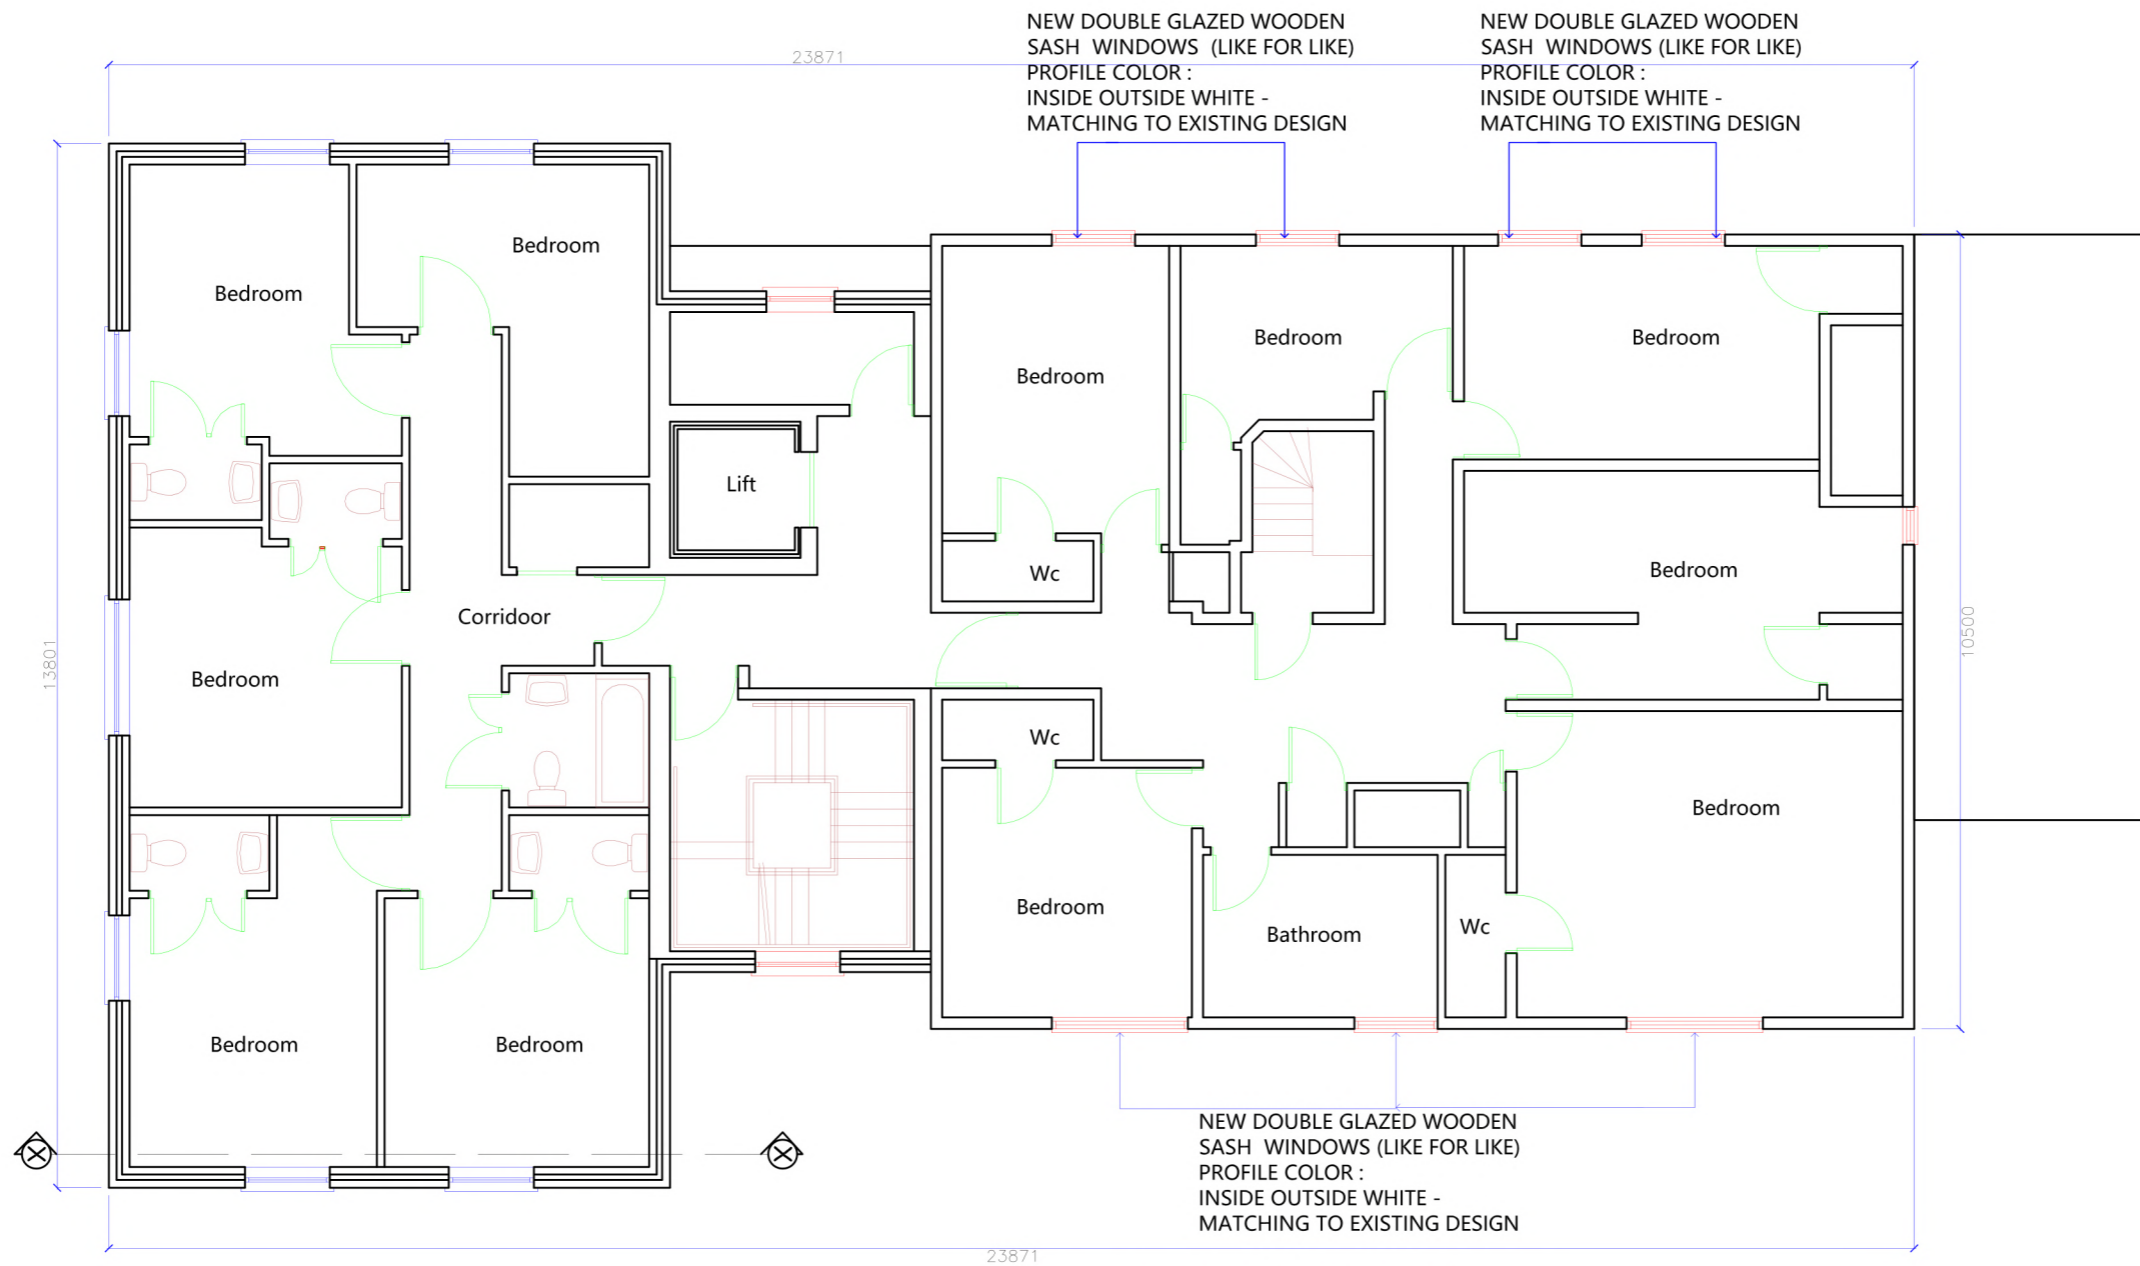 NEW DOUBLE GLAZED WOODEN
SASH WINDOWS (LIKE FOR LIKE)
PROFILE COLOR :
INSIDE OUTSIDE WHITE -
MATCHING TO EXISTING DESIGN
NEW DOUBLE GLAZED WOODEN
SASH WINDOWS (LIKE FOR LIKE)
PROFILE COLOR :
INSIDE OUTSIDE WHITE -
MATCHING TO EXISTING DESIGN
23871
Bedroom
Bedroom
Bedroom
Bedroom
Bedroom
Lift
Wc
Bedroom
Corridoor
13801
10500
Bedroom
Wc
Bedroom
Bedroom
Bathroom
Wc
Bedroom
Bedroom
NEW DOUBLE GLAZED WOODEN
SASH WINDOWS (LIKE FOR LIKE)
PROFILE COLOR :
INSIDE OUTSIDE WHITE -
MATCHING TO EXISTING DESIGN
23871